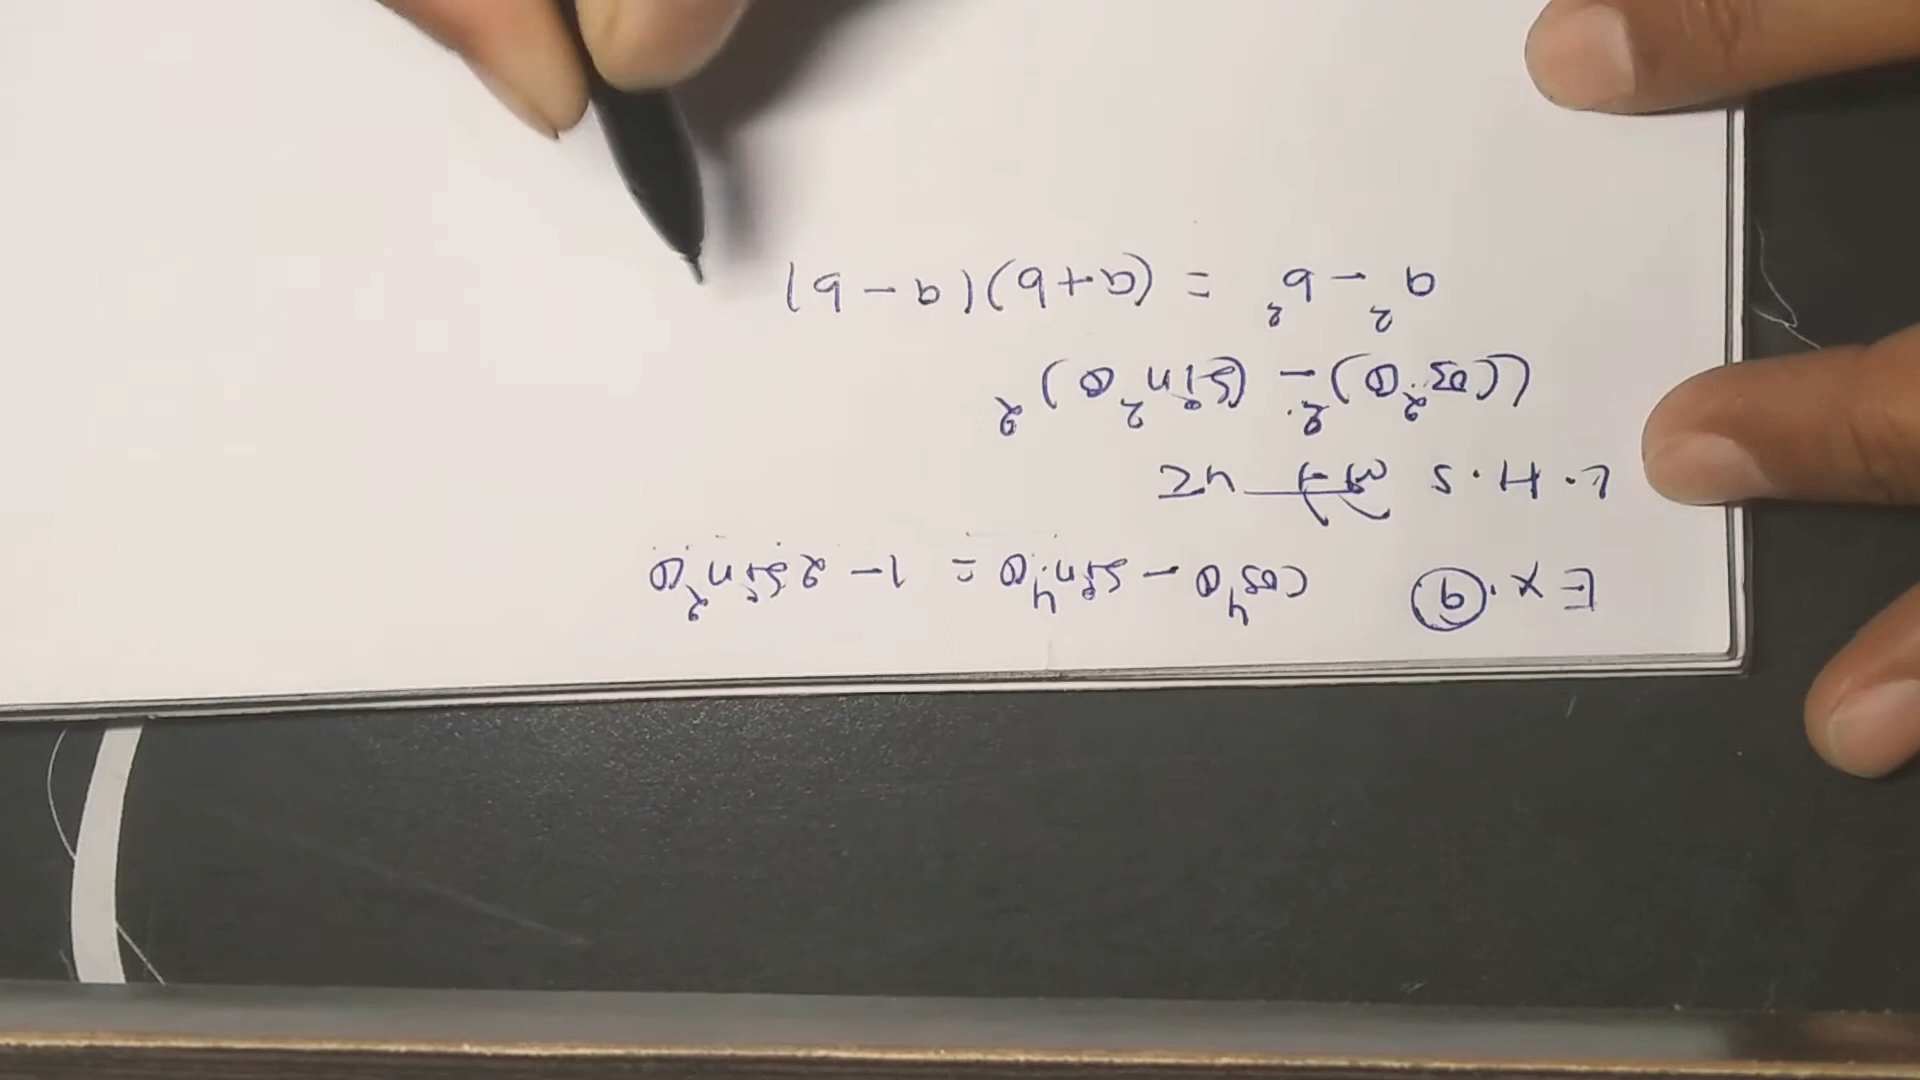 Ex. (9) cos⁴θ - sin⁴θ = 1 - 2sin²θ
L.H.S
(cos²θ)² - (sin²θ)²
a² - b² = (a+b)(a-b)